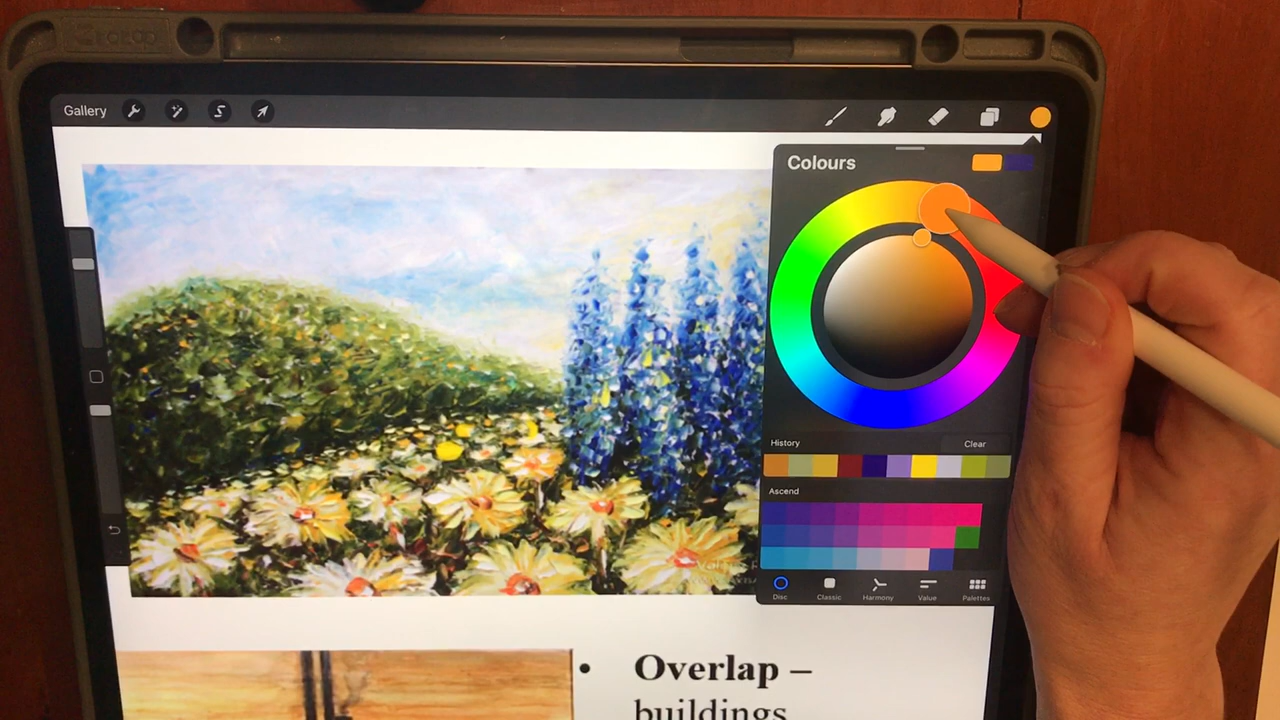 Gallery
Colours
History
Clear
Ascend
Disc
Classic
Harmony
Value
Palettes
• Overlap –
buildings